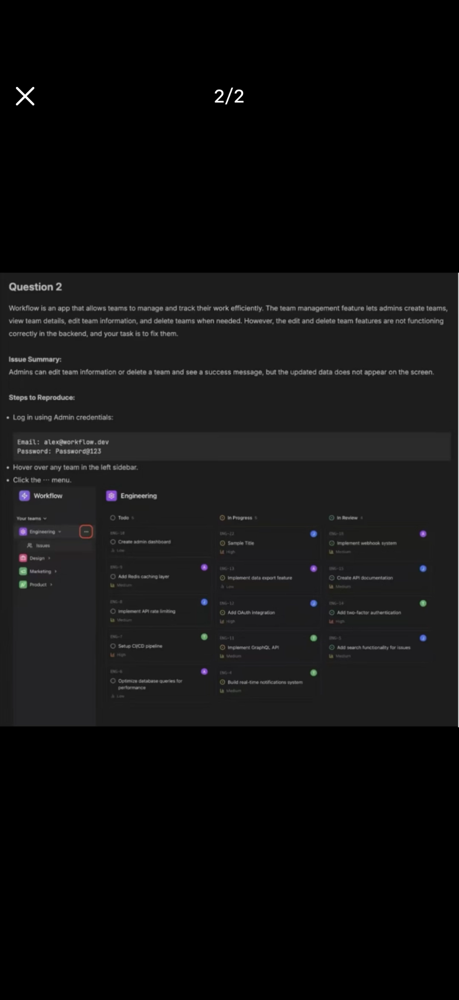 2/2
Question 2
Workflow is an app that allows teams to manage and track their work efficiently. The team management feature lets admins create teams,
view team details, edit team information, and delete teams when needed. However, the edit and delete team features are not functioning
correctly in the backend, and your task is to fix them.
Issue Summary:
Admins can edit team information or delete a team and see a success message, but the updated data does not appear on the screen.
Steps to Reproduce:
• Log in using Admin credentials:
Email: alex@workflow.dev
Password: Password@123
• Hover over any team in the left sidebar.
• Click the ··· menu.
Workflow
Your teams
Engineering
Issues
Design
Marketing
Product
Engineering
Todo 5
Create admin dashboard
Low
ENG-9
Add Redis caching layer
Medium
ENG-8
Implement API rate limiting
Medium
ENG-7
Setup CI/CD pipeline
High
ENG-6
Optimize database queries for
performance
Low
In Progress 5
ENG-22
Sample Title
High
ENG-13
Implement data export feature
Low
ENG-12
Add OAuth integration
High
ENG-11
Implement GraphQL API
Medium
ENG-4
Build real-time notifications system
Medium
In Review 4
Implement webhook system
Medium
ENG-15
Create API documentation
Medium
ENG-14
Add two-factor authentication
High
ENG-5
Add search functionality for issues
Medium